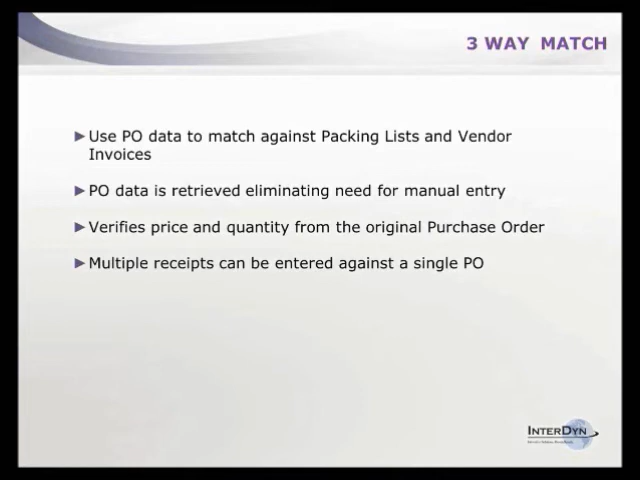 3 WAY MATCH
Use PO data to match against Packing Lists and Vendor
Invoices
PO data is retrieved eliminating need for manual entry
Verifies price and quantity from the original Purchase Order
Multiple receipts can be entered against a single PO
INTERDYN